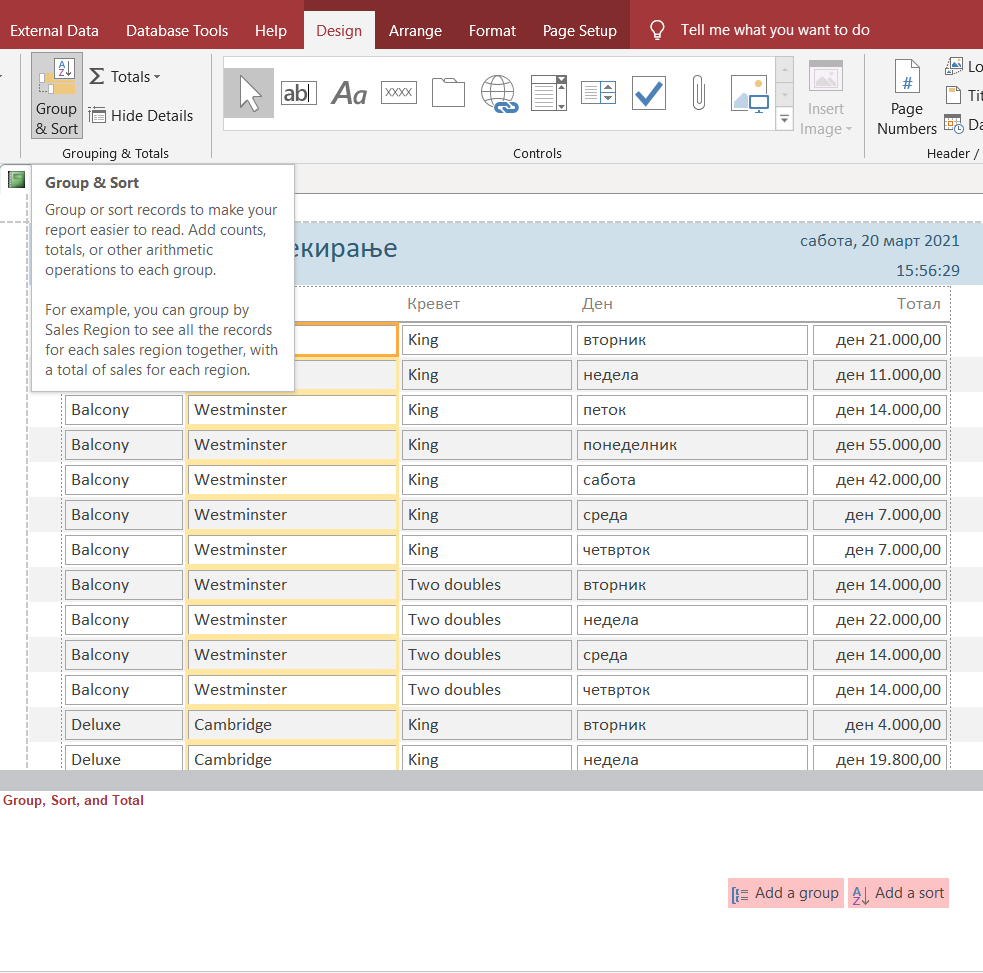 External Data Database Tools Help Design Arrange Format Page Setup Tell me what you want to do
Group & Sort
Totals
Hide Details
Grouping & Totals
ab
Aa
XXXX
Controls
Insert Image
Page Numbers
Header /
Group & Sort
Group or sort records to make your
report easier to read. Add counts,
totals, or other arithmetic
operations to each group.
For example, you can group by
Sales Region to see all the records
for each sales region together, with
a total of sales for each region.
екирање
сабота, 20 март 2021
15:56:29
Кревет Ден Тотал
King вторник ден 21.000,00
King недела ден 11.000,00
Balcony Westminster King петок ден 14.000,00
Balcony Westminster King понеделник ден 55.000,00
Balcony Westminster King сабота ден 42.000,00
Balcony Westminster King среда ден 7.000,00
Balcony Westminster King четврток ден 7.000,00
Balcony Westminster Two doubles вторник ден 14.000,00
Balcony Westminster Two doubles недела ден 22.000,00
Balcony Westminster Two doubles среда ден 14.000,00
Balcony Westminster Two doubles четврток ден 14.000,00
Deluxe Cambridge King вторник ден 4.000,00
Deluxe Cambridge King недела ден 19.800,00
Group, Sort, and Total
Add a group Add a sort